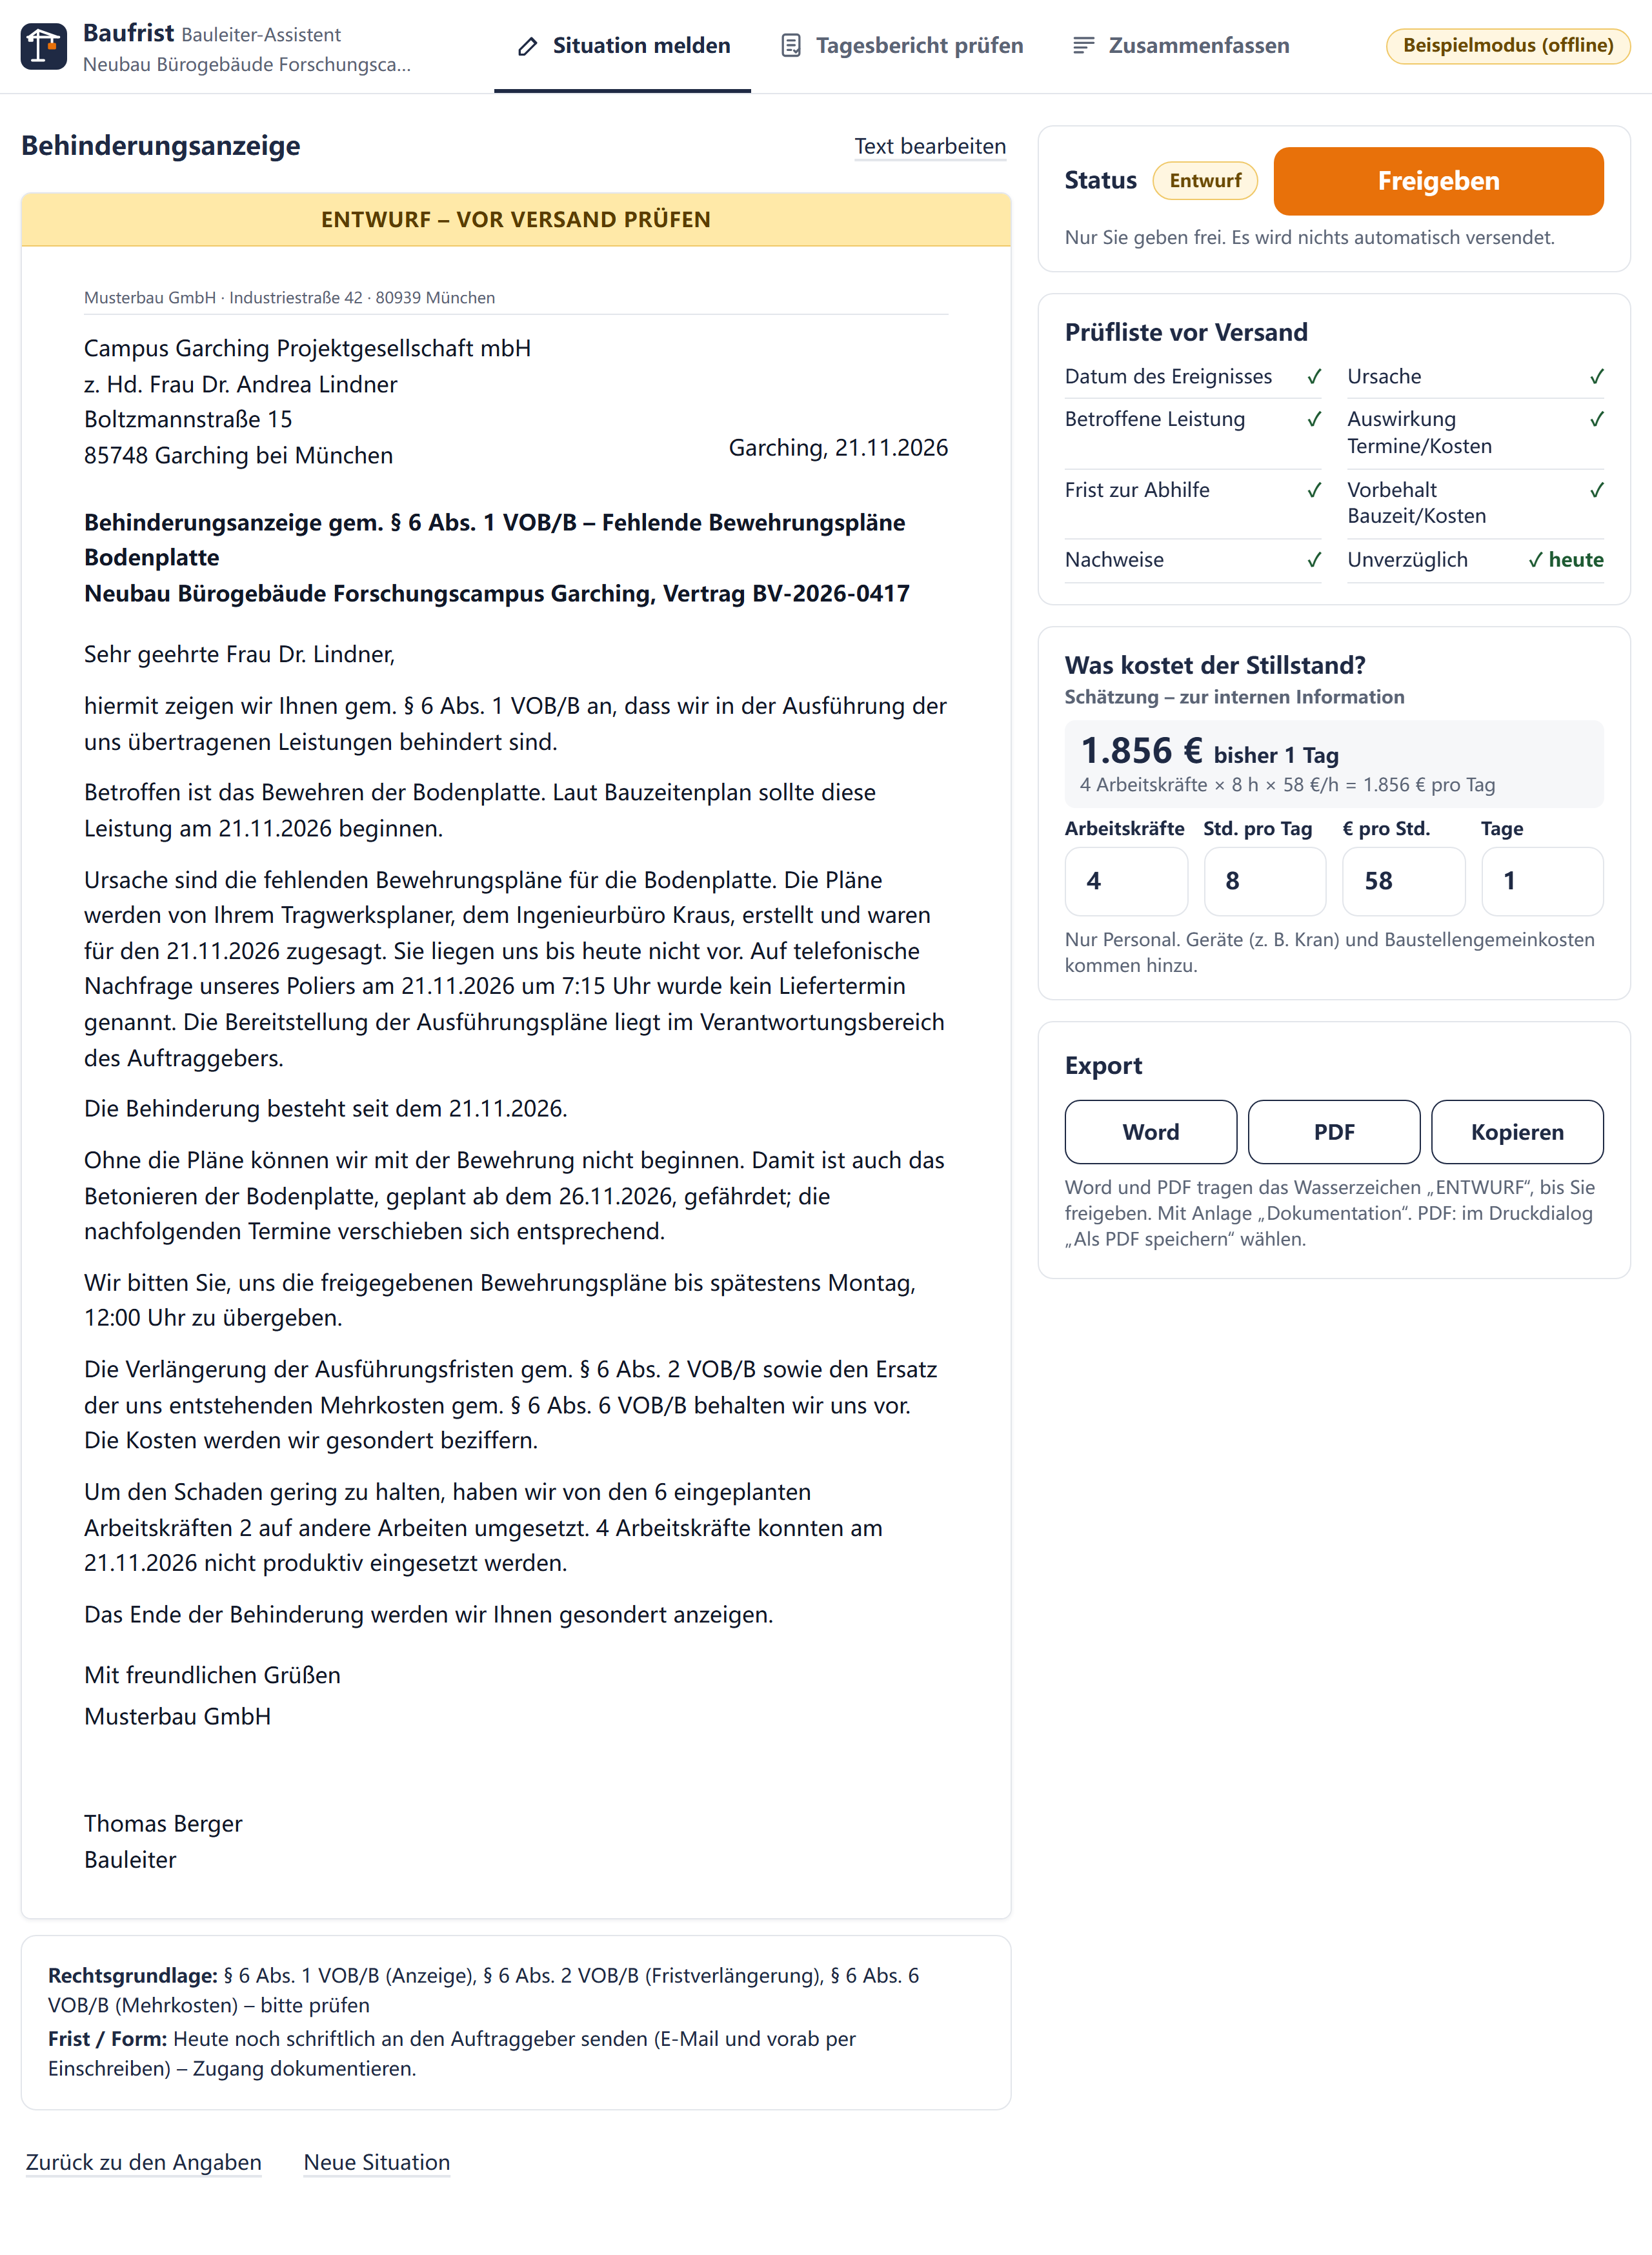 Baufrist Bauleiter-Assistent
Neubau Bürogebäude Forschungsca...
Situation melden
Tagesbericht prüfen
Zusammenfassen
Beispielmodus (offline)
Behinderungsanzeige
Text bearbeiten
ENTWURF – VOR VERSAND PRÜFEN
Musterbau GmbH · Industriestraße 42 · 80939 München
Campus Garching Projektgesellschaft mbH
z. Hd. Frau Dr. Andrea Lindner
Boltzmannstraße 15
85748 Garching bei München
Garching, 21.11.2026
Behinderungsanzeige gem. § 6 Abs. 1 VOB/B – Fehlende Bewehrungspläne
Bodenplatte
Neubau Bürogebäude Forschungscampus Garching, Vertrag BV-2026-0417
Sehr geehrte Frau Dr. Lindner,
hiermit zeigen wir Ihnen gem. § 6 Abs. 1 VOB/B an, dass wir in der Ausführung der
uns übertragenen Leistungen behindert sind.
Betroffen ist das Bewehren der Bodenplatte. Laut Bauzeitenplan sollte diese
Leistung am 21.11.2026 beginnen.
Ursache sind die fehlenden Bewehrungspläne für die Bodenplatte. Die Pläne
werden von Ihrem Tragwerksplaner, dem Ingenieurbüro Kraus, erstellt und waren
für den 21.11.2026 zugesagt. Sie liegen uns bis heute nicht vor. Auf telefonische
Nachfrage unseres Poliers am 21.11.2026 um 7:15 Uhr wurde kein Liefertermin
genannt. Die Bereitstellung der Ausführungspläne liegt im Verantwortungsbereich
des Auftraggebers.
Die Behinderung besteht seit dem 21.11.2026.
Ohne die Pläne können wir mit der Bewehrung nicht beginnen. Damit ist auch das
Betonieren der Bodenplatte, geplant ab dem 26.11.2026, gefährdet; die
nachfolgenden Termine verschieben sich entsprechend.
Wir bitten Sie, uns die freigegebenen Bewehrungspläne bis spätestens Montag,
12:00 Uhr zu übergeben.
Die Verlängerung der Ausführungsfristen gem. § 6 Abs. 2 VOB/B sowie den Ersatz
der uns entstehenden Mehrkosten gem. § 6 Abs. 6 VOB/B behalten wir uns vor.
Die Kosten werden wir gesondert beziffern.
Um den Schaden gering zu halten, haben wir von den 6 eingeplanten
Arbeitskräften 2 auf andere Arbeiten umgesetzt. 4 Arbeitskräfte konnten am
21.11.2026 nicht produktiv eingesetzt werden.
Das Ende der Behinderung werden wir Ihnen gesondert anzeigen.
Mit freundlichen Grüßen
Musterbau GmbH
Thomas Berger
Bauleiter
Rechtsgrundlage: § 6 Abs. 1 VOB/B (Anzeige), § 6 Abs. 2 VOB/B (Fristverlängerung), § 6 Abs. 6
VOB/B (Mehrkosten) – bitte prüfen
Frist / Form: Heute noch schriftlich an den Auftraggeber senden (E-Mail und vorab per
Einschreiben) – Zugang dokumentieren.
Zurück zu den Angaben
Neue Situation
Status
Entwurf
Freigeben
Nur Sie geben frei. Es wird nichts automatisch versendet.
Prüfliste vor Versand
Datum des Ereignisses ✓
Ursache ✓
Betroffene Leistung ✓
Auswirkung ✓
Termine/Kosten
Frist zur Abhilfe ✓
Vorbehalt ✓
Bauzeit/Kosten
Nachweise ✓
Unverzüglich ✓ heute
Was kostet der Stillstand?
Schätzung – zur internen Information
1.856 € bisher 1 Tag
4 Arbeitskräfte × 8 h × 58 €/h = 1.856 € pro Tag
Arbeitskräfte Std. pro Tag € pro Std. Tage
4 8 58 1
Nur Personal. Geräte (z. B. Kran) und Baustellengemeinkosten
kommen hinzu.
Export
Word PDF Kopieren
Word und PDF tragen das Wasserzeichen „ENTWURF“, bis Sie
freigeben. Mit Anlage „Dokumentation“. PDF: im Druckdialog
„Als PDF speichern“ wählen.